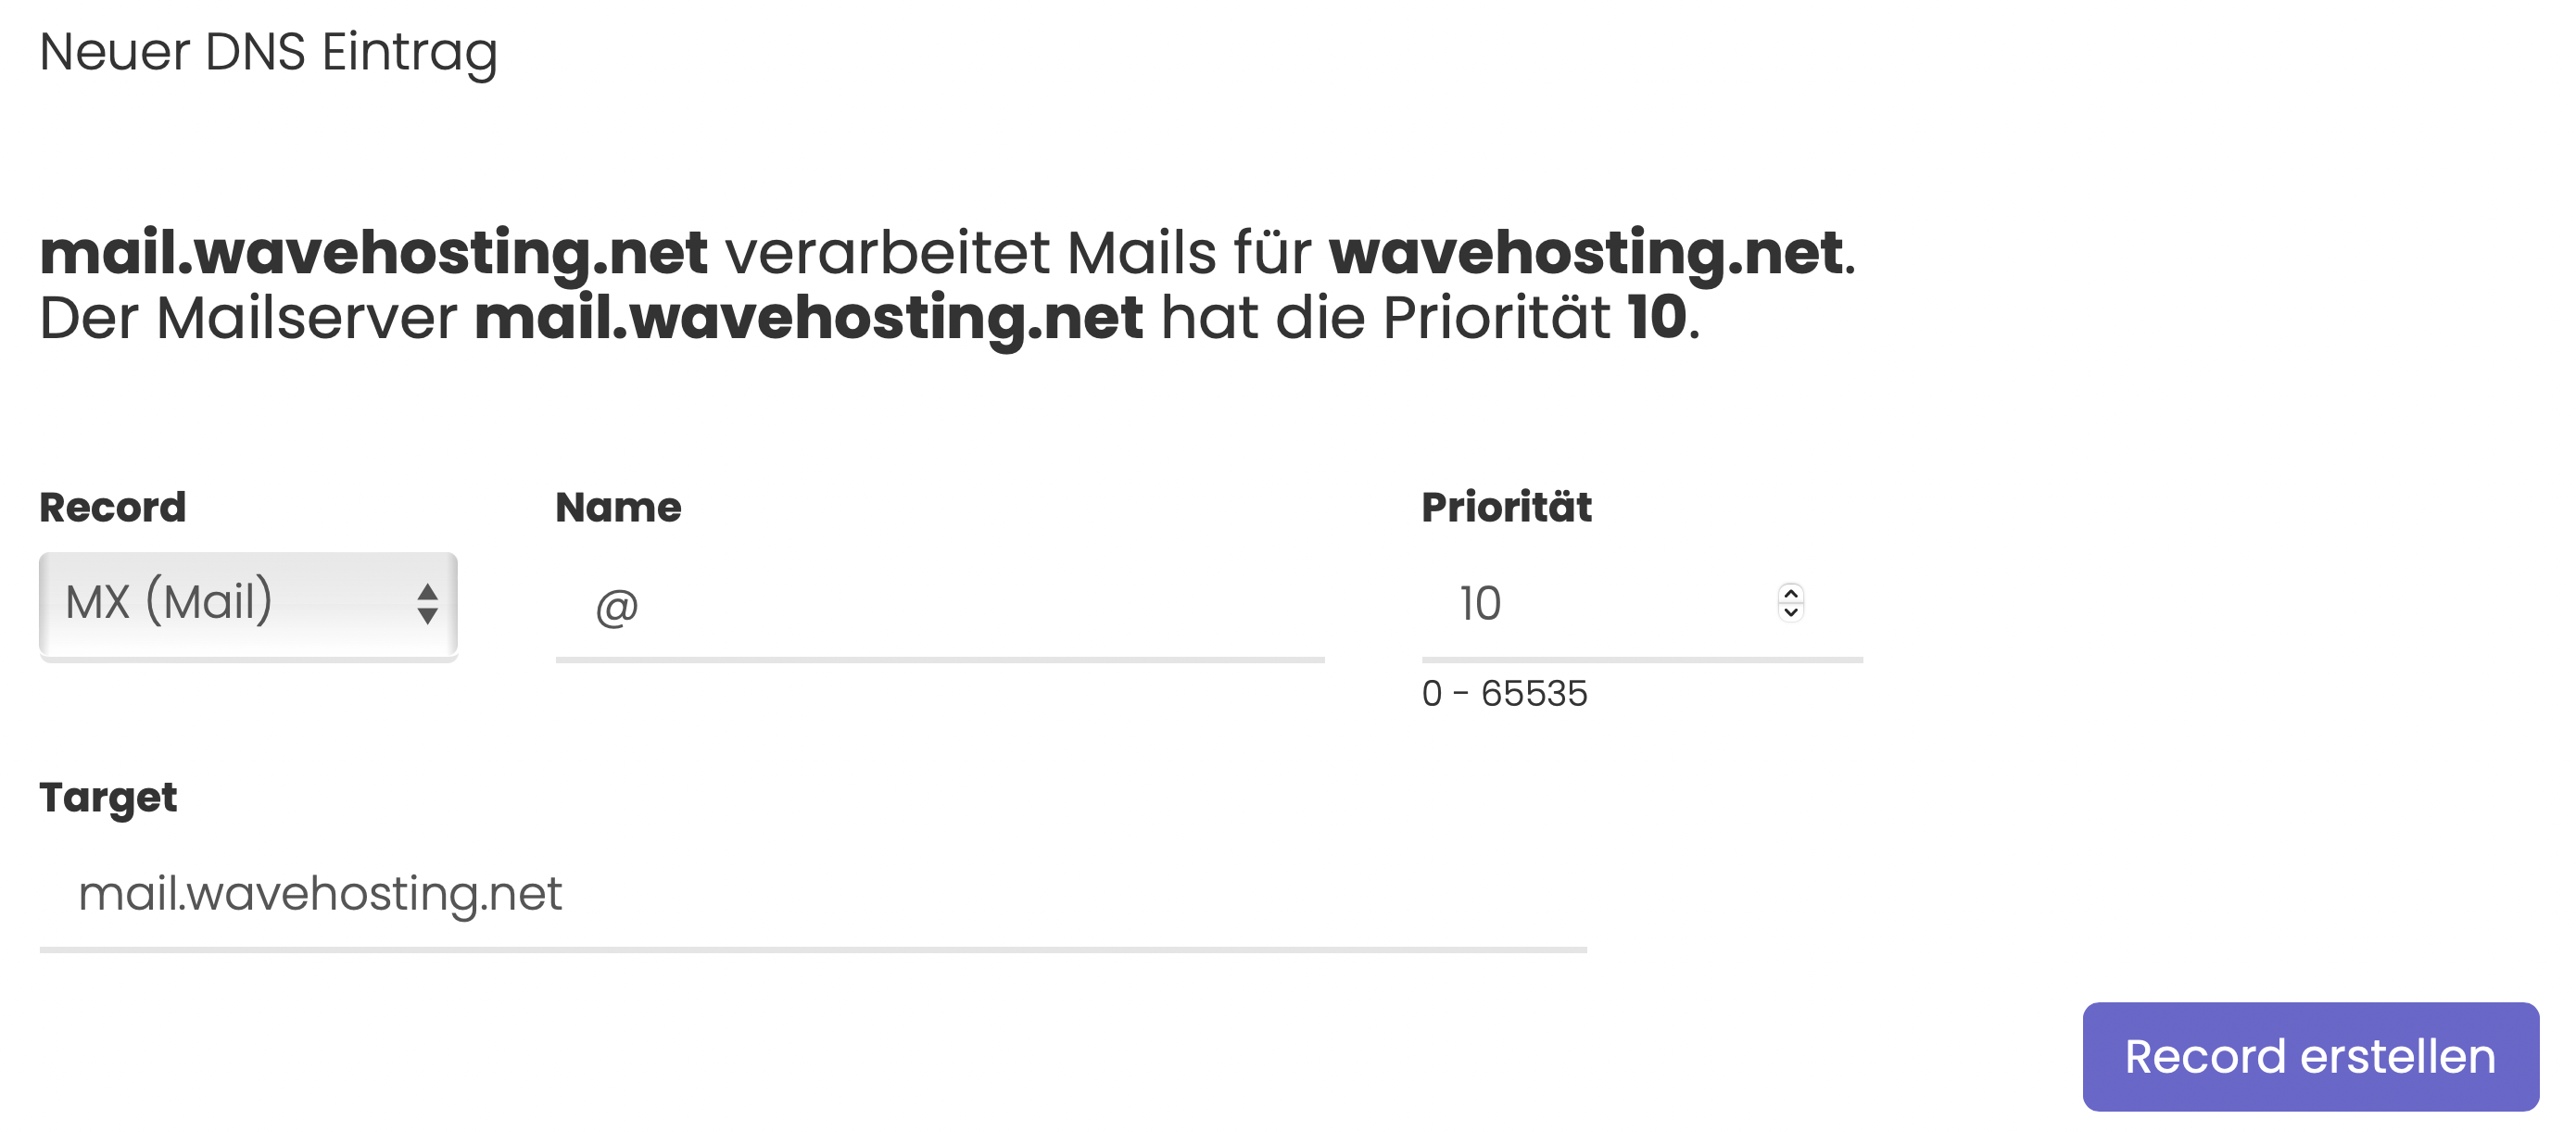 Neuer DNS Eintrag
mail.wavehosting.net verarbeitet Mails für wavehosting.net.
Der Mailserver mail.wavehosting.net hat die Priorität 10.
Record Name Priorität
MX (Mail) @ 10
0 - 65535
Target
mail.wavehosting.net
Record erstellen